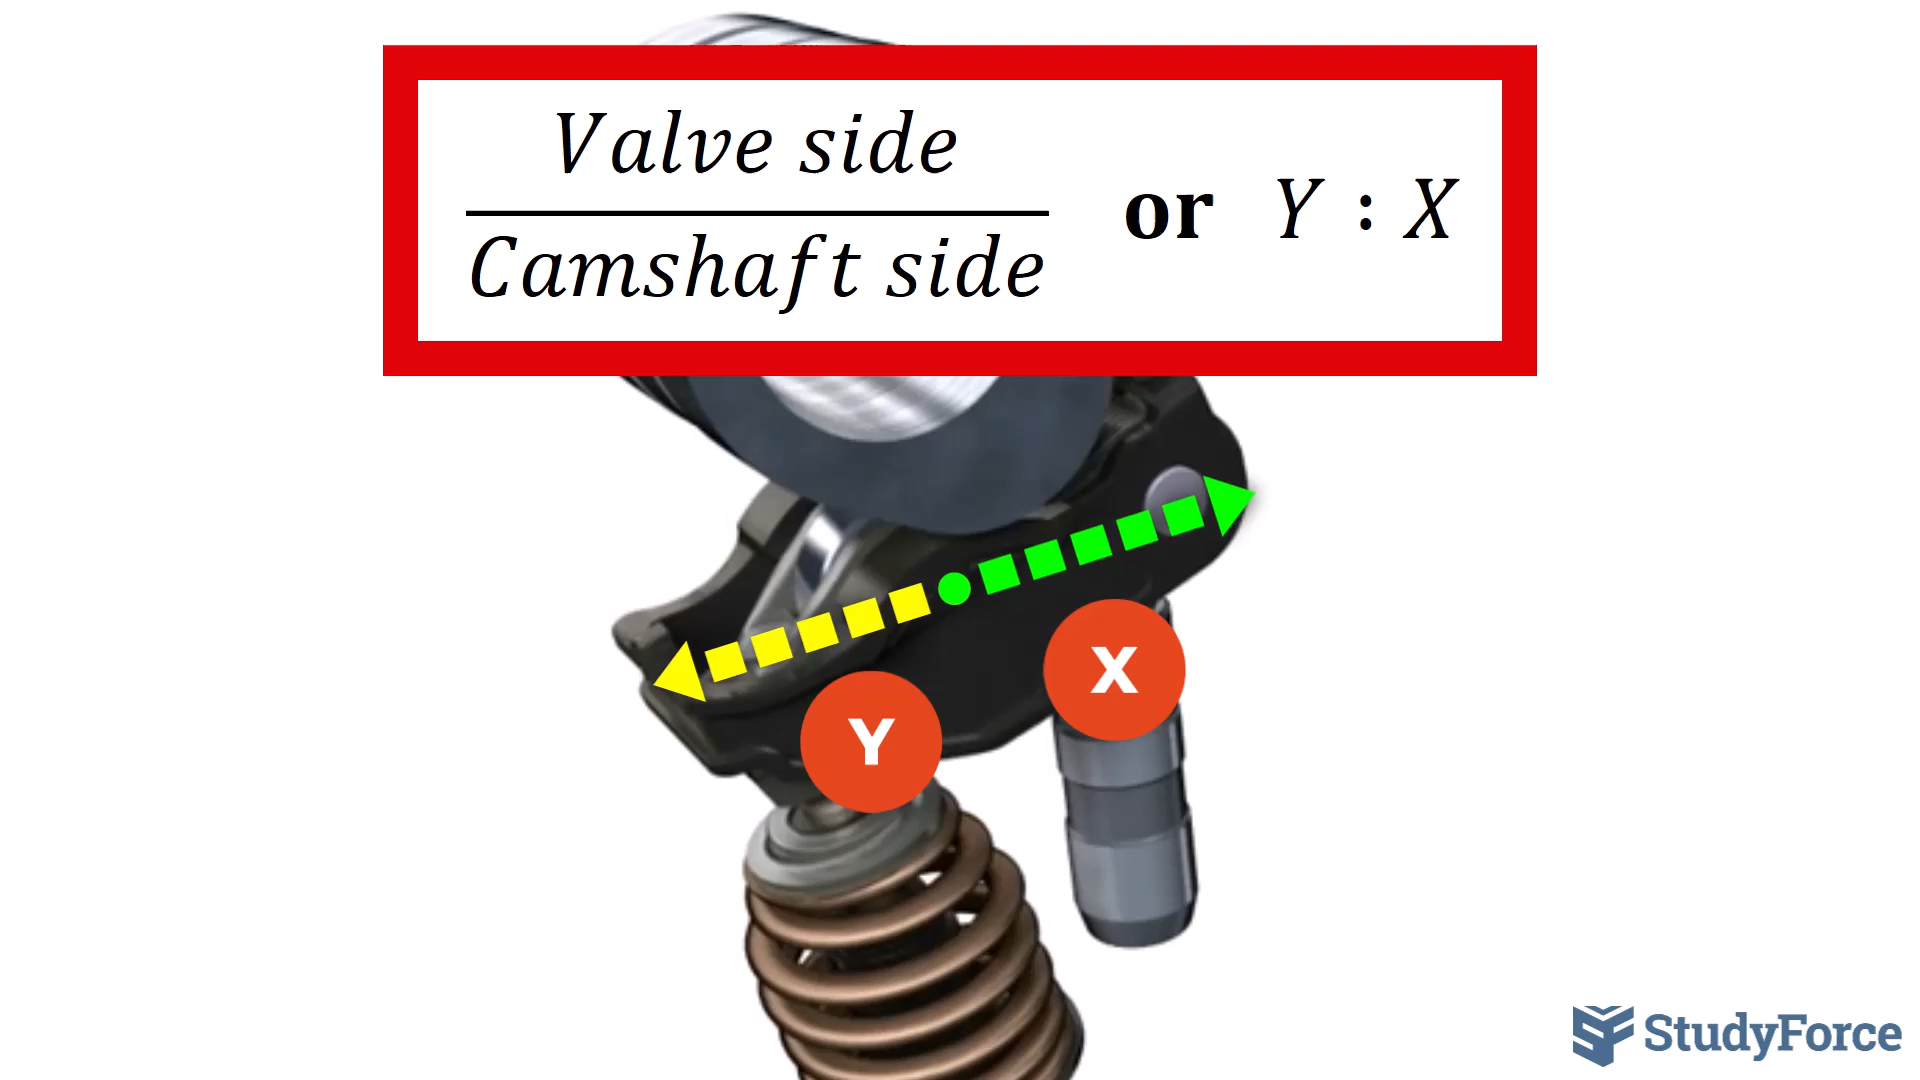 Valve side
Camshaft side
or Y : X
X
Y
StudyForce